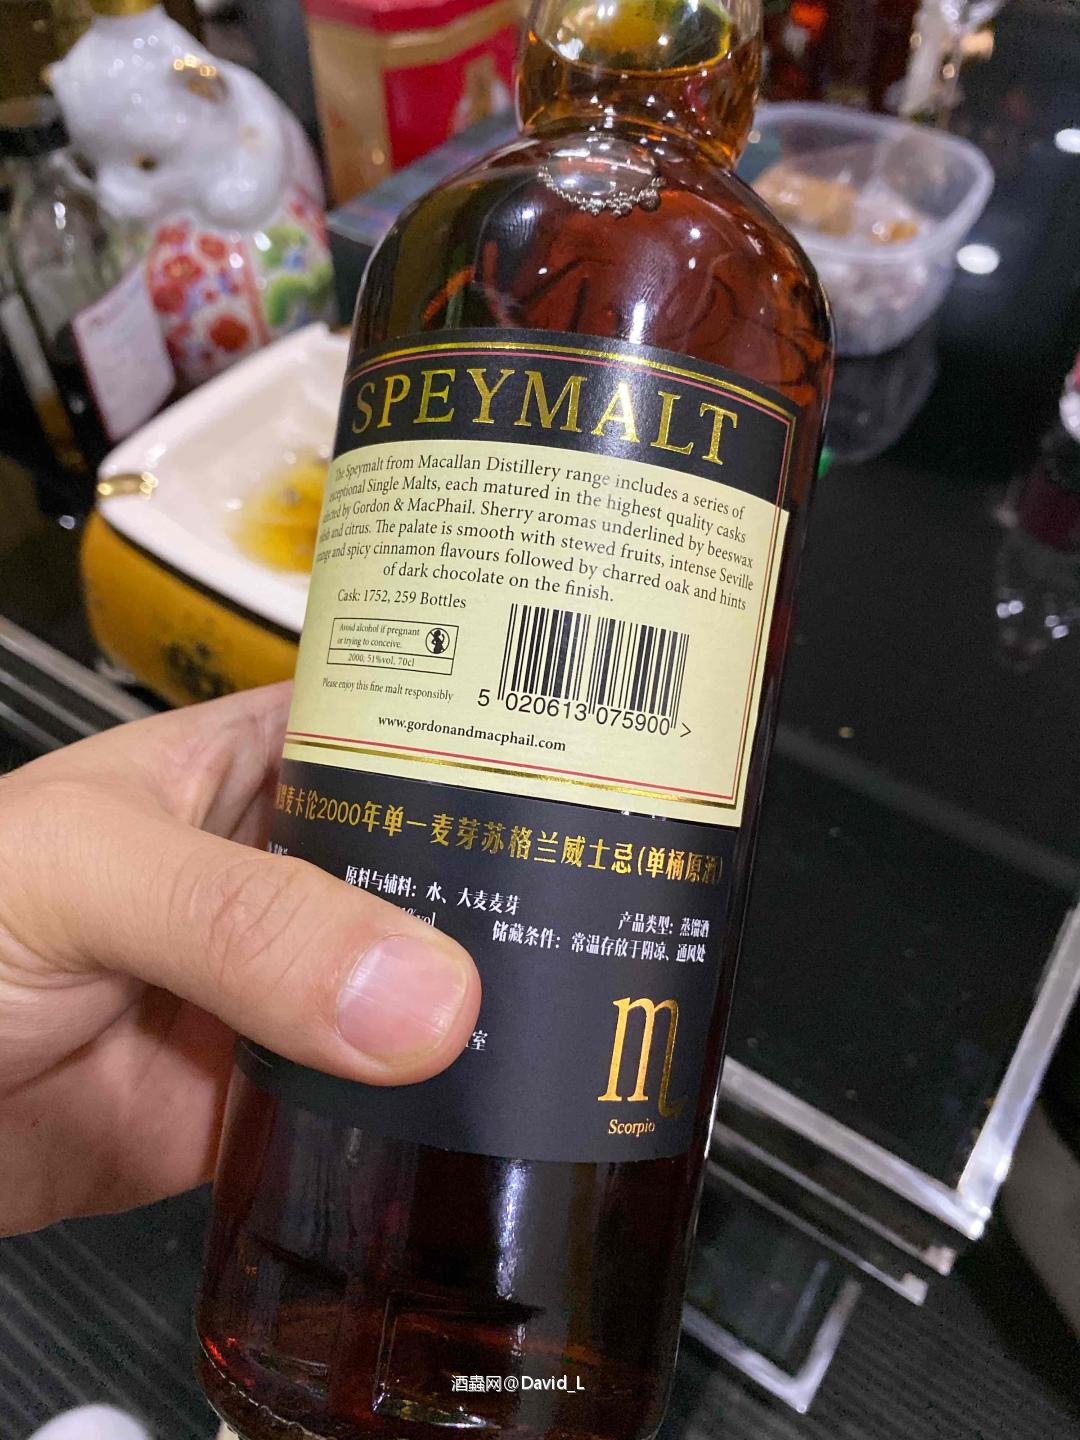 SPEYMALT
The Speymalt from Macallan Distillery range includes a series of
exceptional Single Malts, each matured in the highest quality casks
selected by Gordon & MacPhail. Sherry aromas underlined by beeswax
and citrus. The palate is smooth with stewed fruits, intense Seville
and spicy cinnamon flavours followed by charred oak and hints
of dark chocolate on the finish.
Cask: 1752, 259 Bottles
Avoid alcohol if pregnant
or trying to conceive.
2000, 51%vol, 70cl
Please enjoy this fine malt responsibly
5 020613 075900 >
www.gordonandmacphail.com
麦卡伦2000年单一麦芽苏格兰威士忌(单桶原酒)
原料与辅料: 水、大麦麦芽
产品类型: 蒸馏酒
%vol
储藏条件: 常温存放于阴凉、通风处
室
m
Scorpio
酒蟲网@David_L